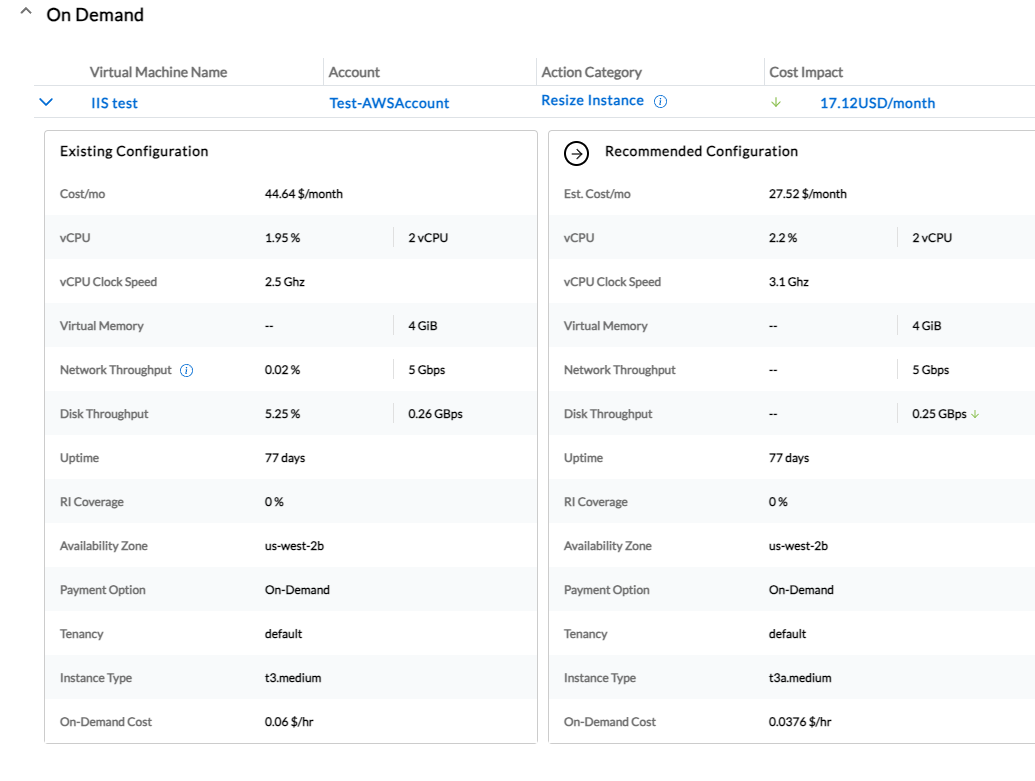 On Demand
Virtual Machine Name Account Action Category Cost Impact
IIS test Test-AWSAccount Resize Instance 17.12USD/month
Existing Configuration
Cost/mo 44.64 $/month
vCPU 1.95 % 2 vCPU
vCPU Clock Speed 2.5 Ghz
Virtual Memory -- 4 GiB
Network Throughput 0.02 % 5 Gbps
Disk Throughput 5.25 % 0.26 GBps
Uptime 77 days
RI Coverage 0 %
Availability Zone us-west-2b
Payment Option On-Demand
Tenancy default
Instance Type t3.medium
On-Demand Cost 0.06 $/hr
Recommended Configuration
Est. Cost/mo 27.52 $/month
vCPU 2.2 % 2 vCPU
vCPU Clock Speed 3.1 Ghz
Virtual Memory -- 4 GiB
Network Throughput -- 5 Gbps
Disk Throughput -- 0.25 GBps
Uptime 77 days
RI Coverage 0 %
Availability Zone us-west-2b
Payment Option On-Demand
Tenancy default
Instance Type t3a.medium
On-Demand Cost 0.0376 $/hr